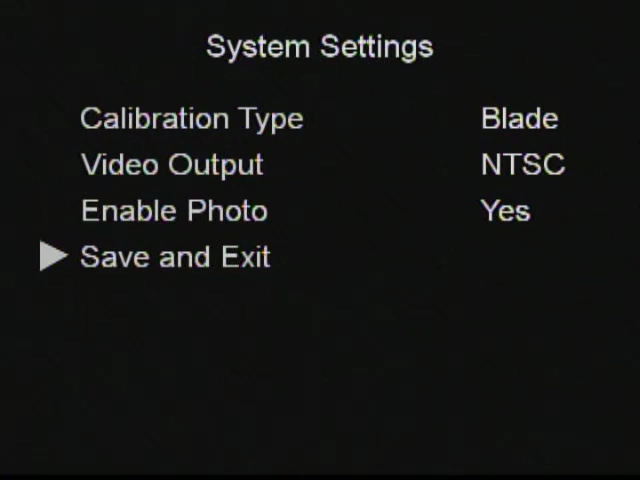 System Settings
Calibration Type Blade
Video Output NTSC
Enable Photo Yes
Save and Exit